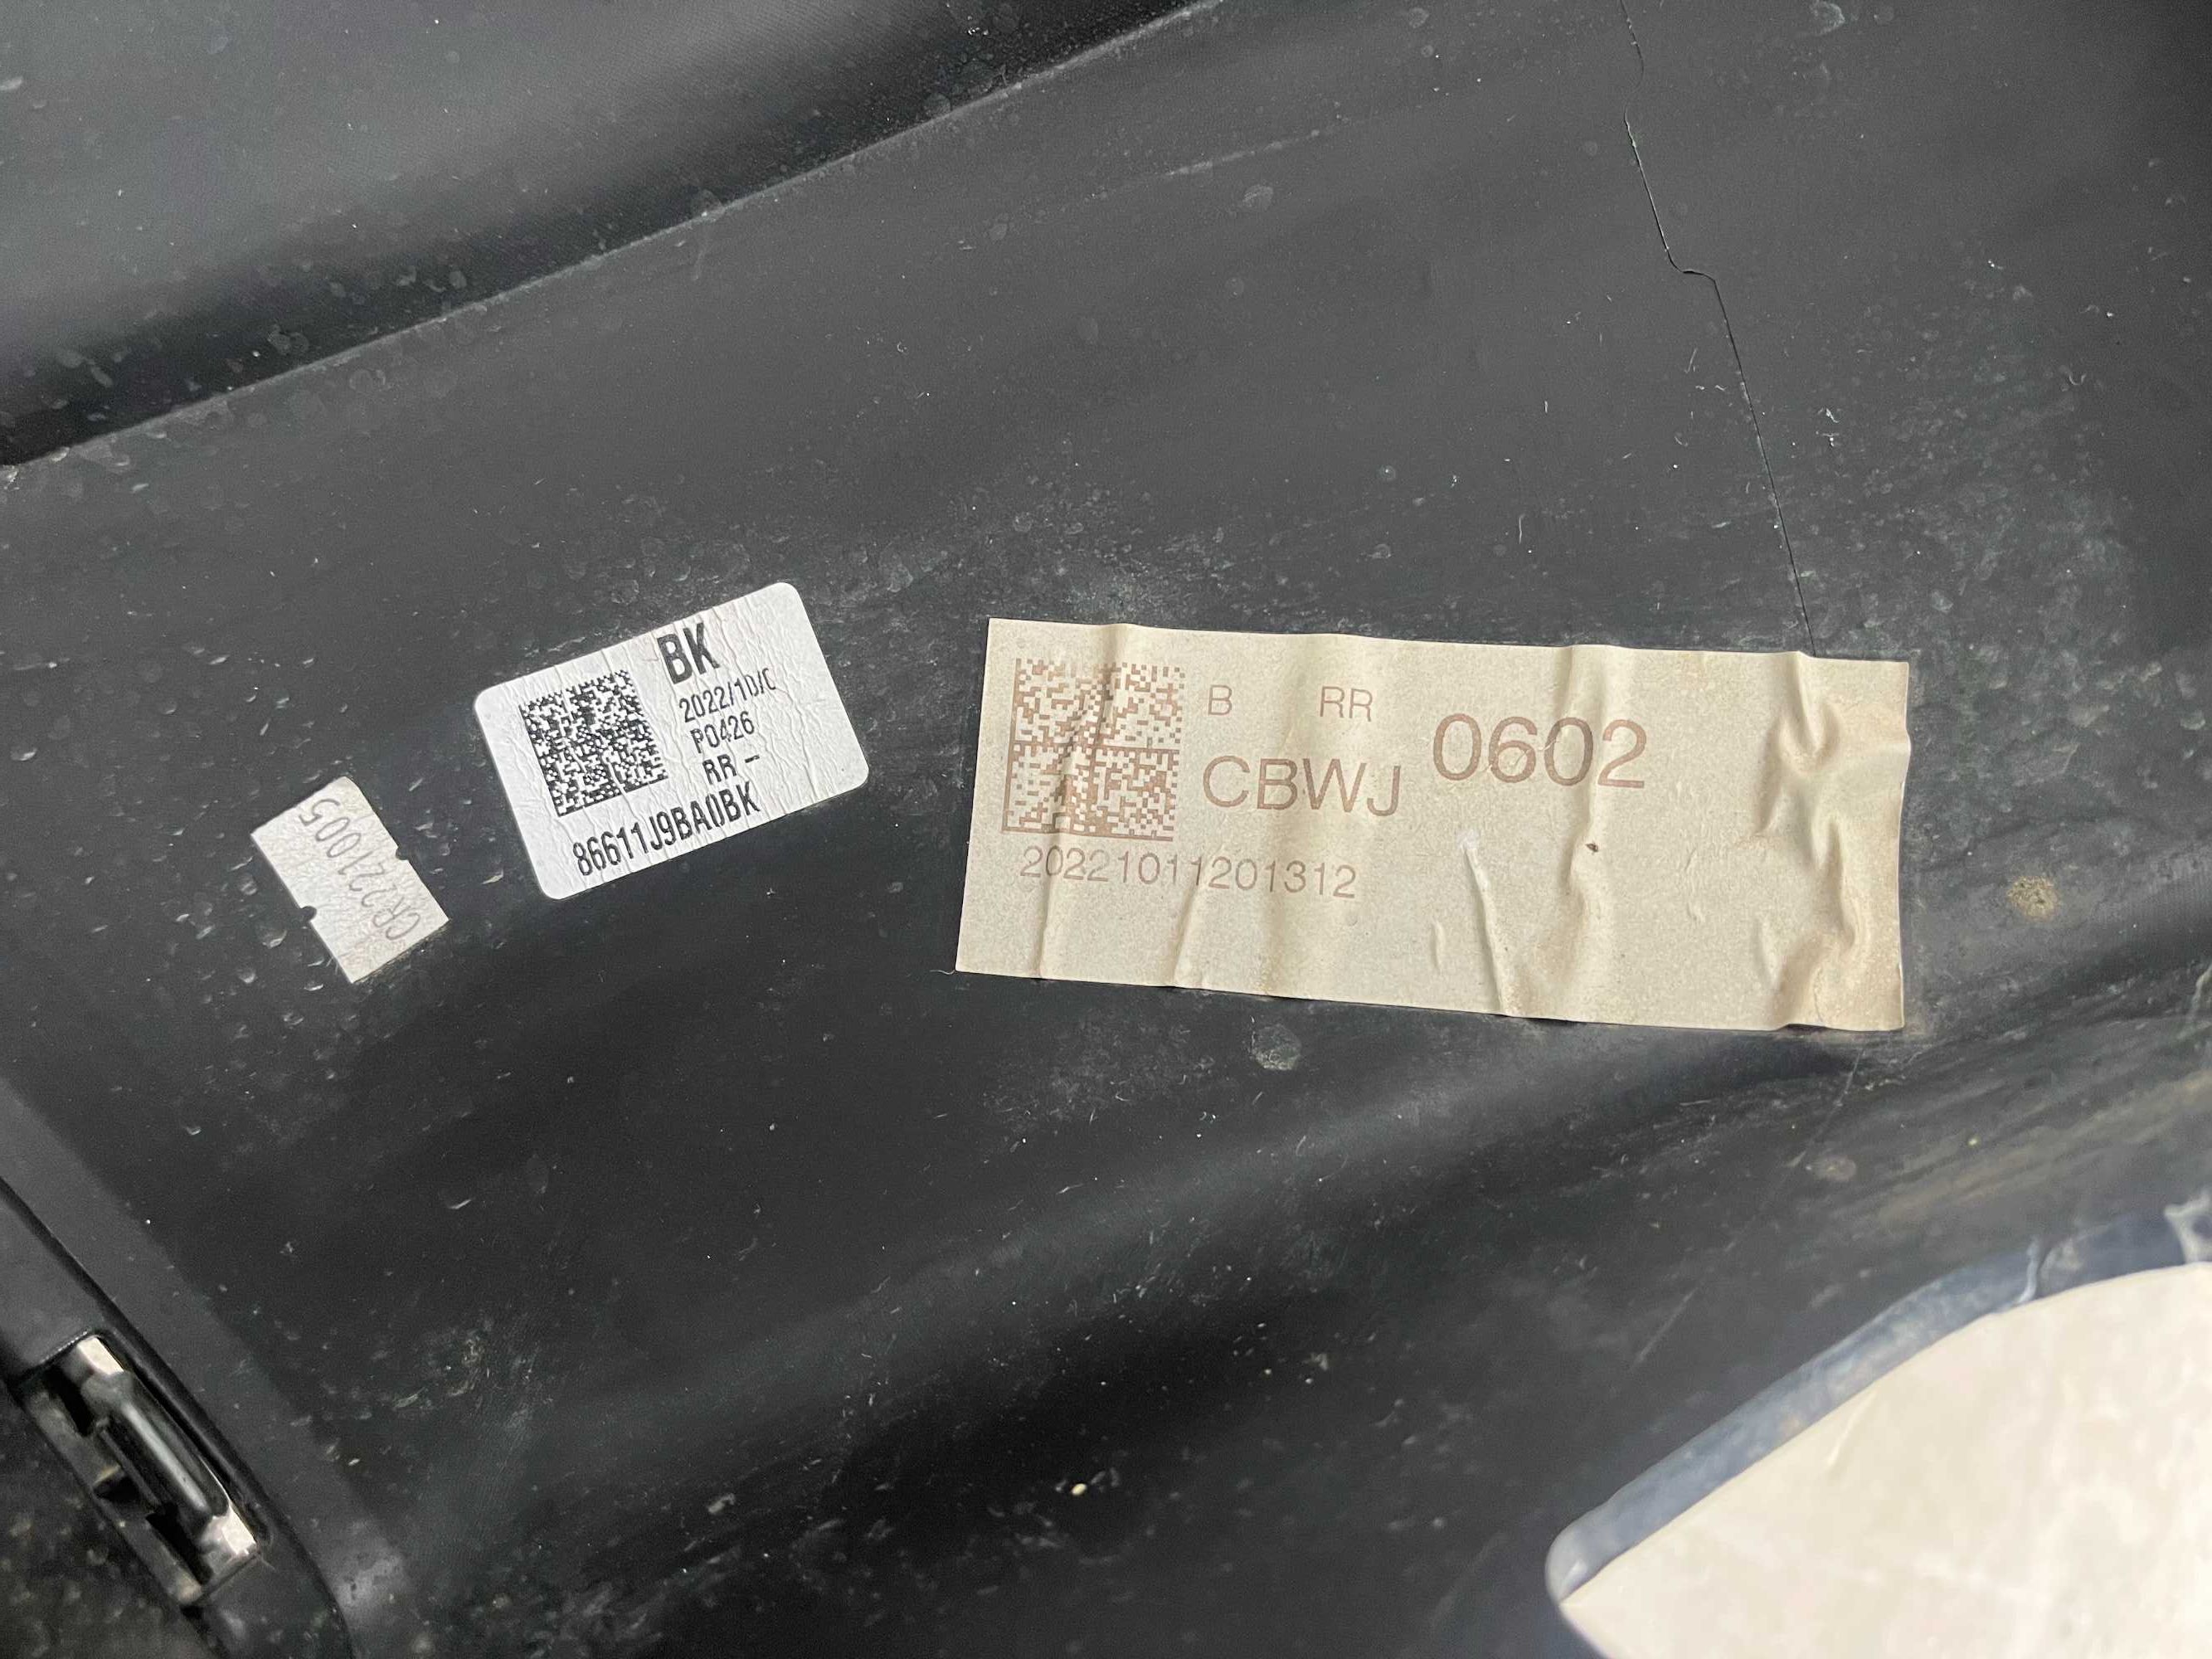 CR221005
BK
2022/10/0
P0426
RR -
86611J9BA0BK
B RR
CBWJ 0602
20221011201312